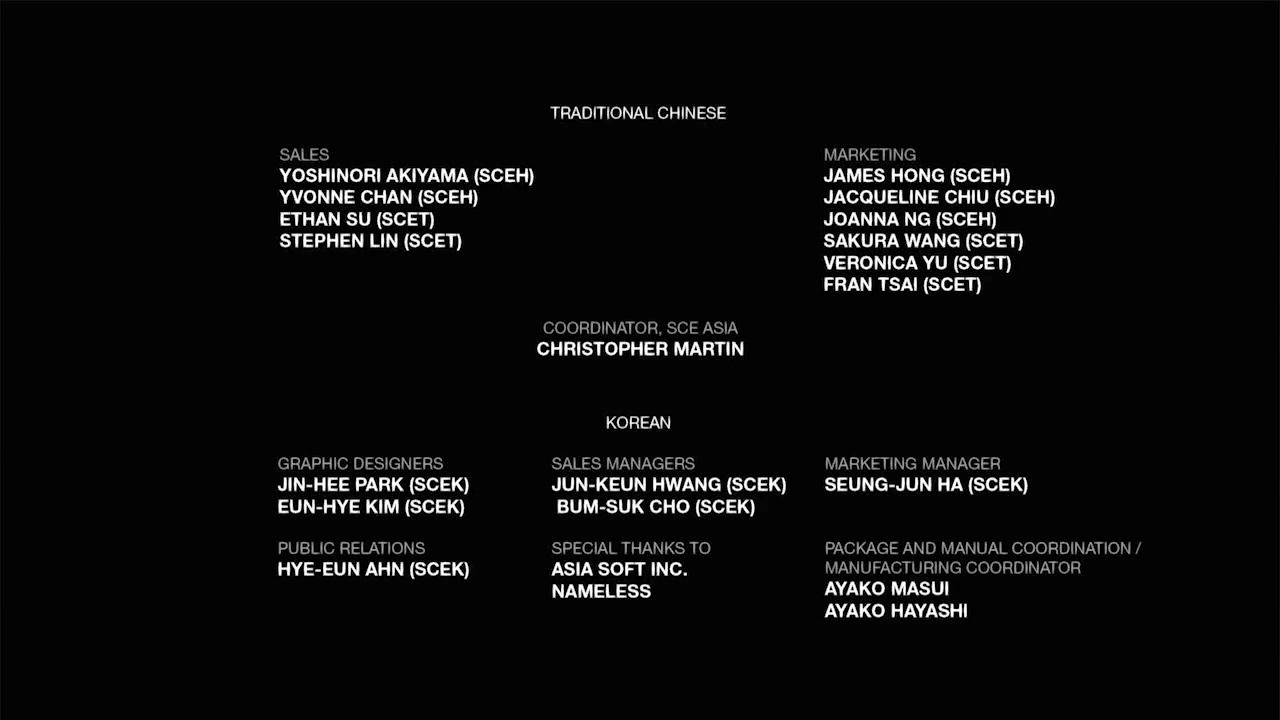 TRADITIONAL CHINESE
SALES
YOSHINORI AKIYAMA (SCEH)
YVONNE CHAN (SCEH)
ETHAN SU (SCET)
STEPHEN LIN (SCET)
MARKETING
JAMES HONG (SCEH)
JACQUELINE CHIU (SCEH)
JOANNA NG (SCEH)
SAKURA WANG (SCET)
VERONICA YU (SCET)
FRAN TSAI (SCET)
COORDINATOR, SCE ASIA
CHRISTOPHER MARTIN
KOREAN
GRAPHIC DESIGNERS
JIN-HEE PARK (SCEK)
EUN-HYE KIM (SCEK)
SALES MANAGERS
JUN-KEUN HWANG (SCEK)
BUM-SUK CHO (SCEK)
MARKETING MANAGER
SEUNG-JUN HA (SCEK)
PUBLIC RELATIONS
HYE-EUN AHN (SCEK)
SPECIAL THANKS TO
ASIA SOFT INC.
NAMELESS
PACKAGE AND MANUAL COORDINATION /
MANUFACTURING COORDINATOR
AYAKO MASUI
AYAKO HAYASHI